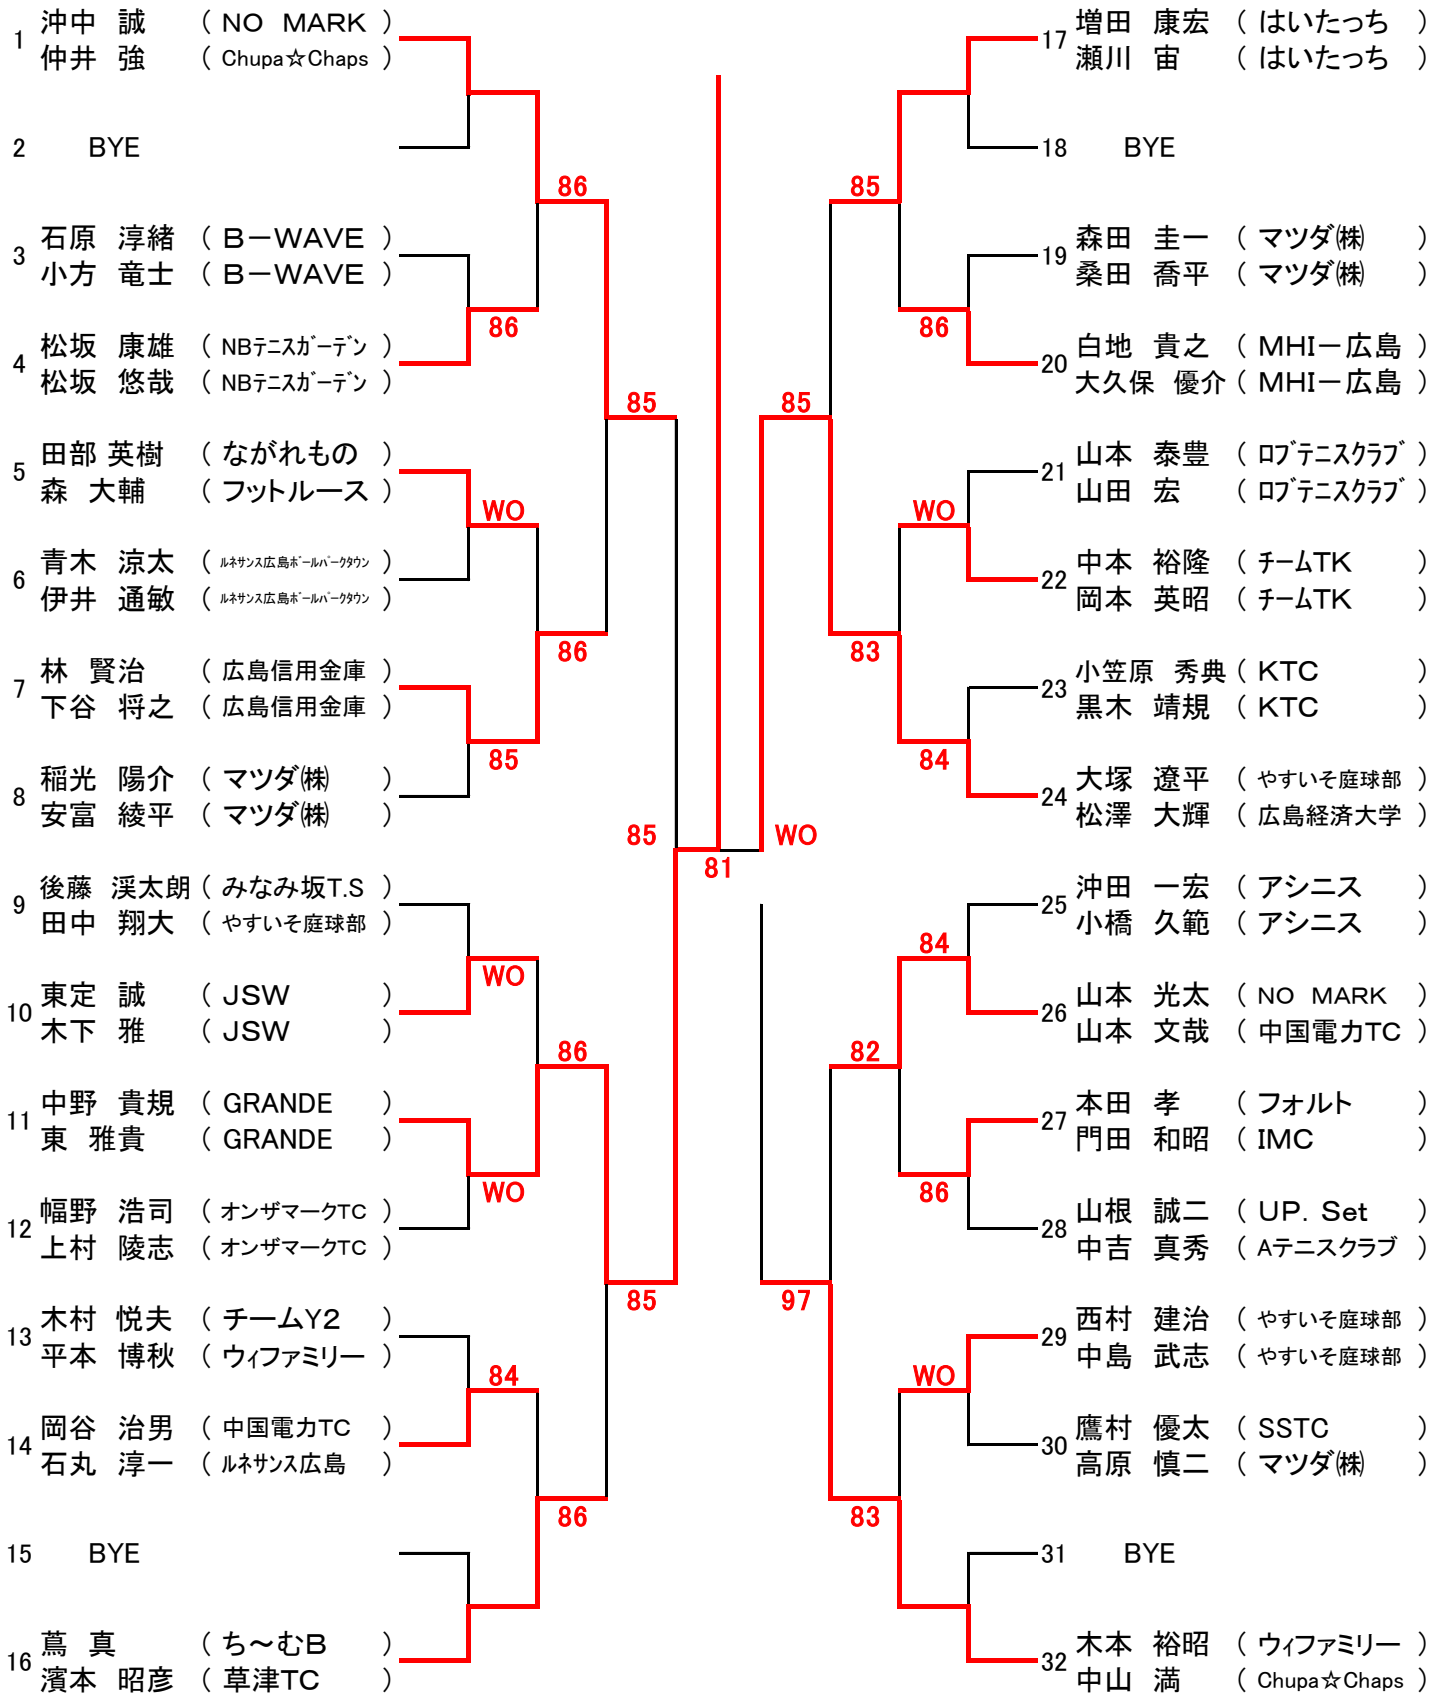 1 沖中 誠 ( NO MARK )
仲井 強 ( Chupa☆Chaps )
2 BYE
86
3 石原 淳緒 ( B－WAVE )
小方 竜士 ( B－WAVE )
86
4 松坂 康雄 ( NBﾃﾆｽｶﾞｰﾃﾞﾝ )
松坂 悠哉 ( NBﾃﾆｽｶﾞｰﾃﾞﾝ )
85
5 田部 英樹 ( ながれもの )
森 大輔 ( フットルース )
WO
6 青木 涼太 ( ﾙﾈｻﾝｽ広島ﾎﾞｰﾙﾊﾟｰｸﾀｳﾝ )
伊井 通敏 ( ﾙﾈｻﾝｽ広島ﾎﾞｰﾙﾊﾟｰｸﾀｳﾝ )
86
7 林 賢治 ( 広島信用金庫 )
下谷 将之 ( 広島信用金庫 )
85
8 稲光 陽介 ( マツダ㈱ )
安富 綾平 ( マツダ㈱ )
85
9 後藤 渓太朗 ( みなみ坂T.S )
田中 翔大 ( やすいそ庭球部 )
WO
10 東定 誠 ( JSW )
木下 雅 ( JSW )
86
11 中野 貴規 ( GRANDE )
東 雅貴 ( GRANDE )
WO
12 幅野 浩司 ( オンザマークTC )
上村 陵志 ( オンザマークTC )
85
13 木村 悦夫 ( チームY2 )
平本 博秋 ( ウィファミリー )
84
14 岡谷 治男 ( 中国電力TC )
石丸 淳一 ( ﾙﾈｻﾝｽ広島 )
86
15 BYE
16 蔦 真 ( ち～むB )
濱本 昭彦 ( 草津TC )
81
17 増田 康宏 ( はいたっち )
瀬川 宙 ( はいたっち )
18 BYE
85
19 森田 圭一 ( マツダ㈱ )
桑田 喬平 ( マツダ㈱ )
86
20 白地 貴之 ( MHI－広島 )
大久保 優介 ( MHI－広島 )
85
21 山本 泰豊 ( ﾛﾌﾞﾃﾆｽｸﾗﾌﾞ )
山田 宏 ( ﾛﾌﾞﾃﾆｽｸﾗﾌﾞ )
WO
22 中本 裕隆 ( ﾁｰﾑTK )
岡本 英昭 ( ﾁｰﾑTK )
83
23 小笠原 秀典 ( KTC )
黒木 靖規 ( KTC )
84
24 大塚 遼平 ( やすいそ庭球部 )
松澤 大輝 ( 広島経済大学 )
WO
25 沖田 一宏 ( アシニス )
小橋 久範 ( アシニス )
84
26 山本 光太 ( NO MARK )
山本 文哉 ( 中国電力TC )
82
27 本田 孝 ( フォルト )
門田 和昭 ( IMC )
86
28 山根 誠二 ( UP. Set )
中吉 真秀 ( Aテニスクラブ )
97
29 西村 建治 ( やすいそ庭球部 )
中島 武志 ( やすいそ庭球部 )
WO
30 鷹村 優太 ( SSTC )
高原 慎二 ( マツダ㈱ )
83
31 BYE
32 木本 裕昭 ( ウィファミリー )
中山 満 ( Chupa☆Chaps )